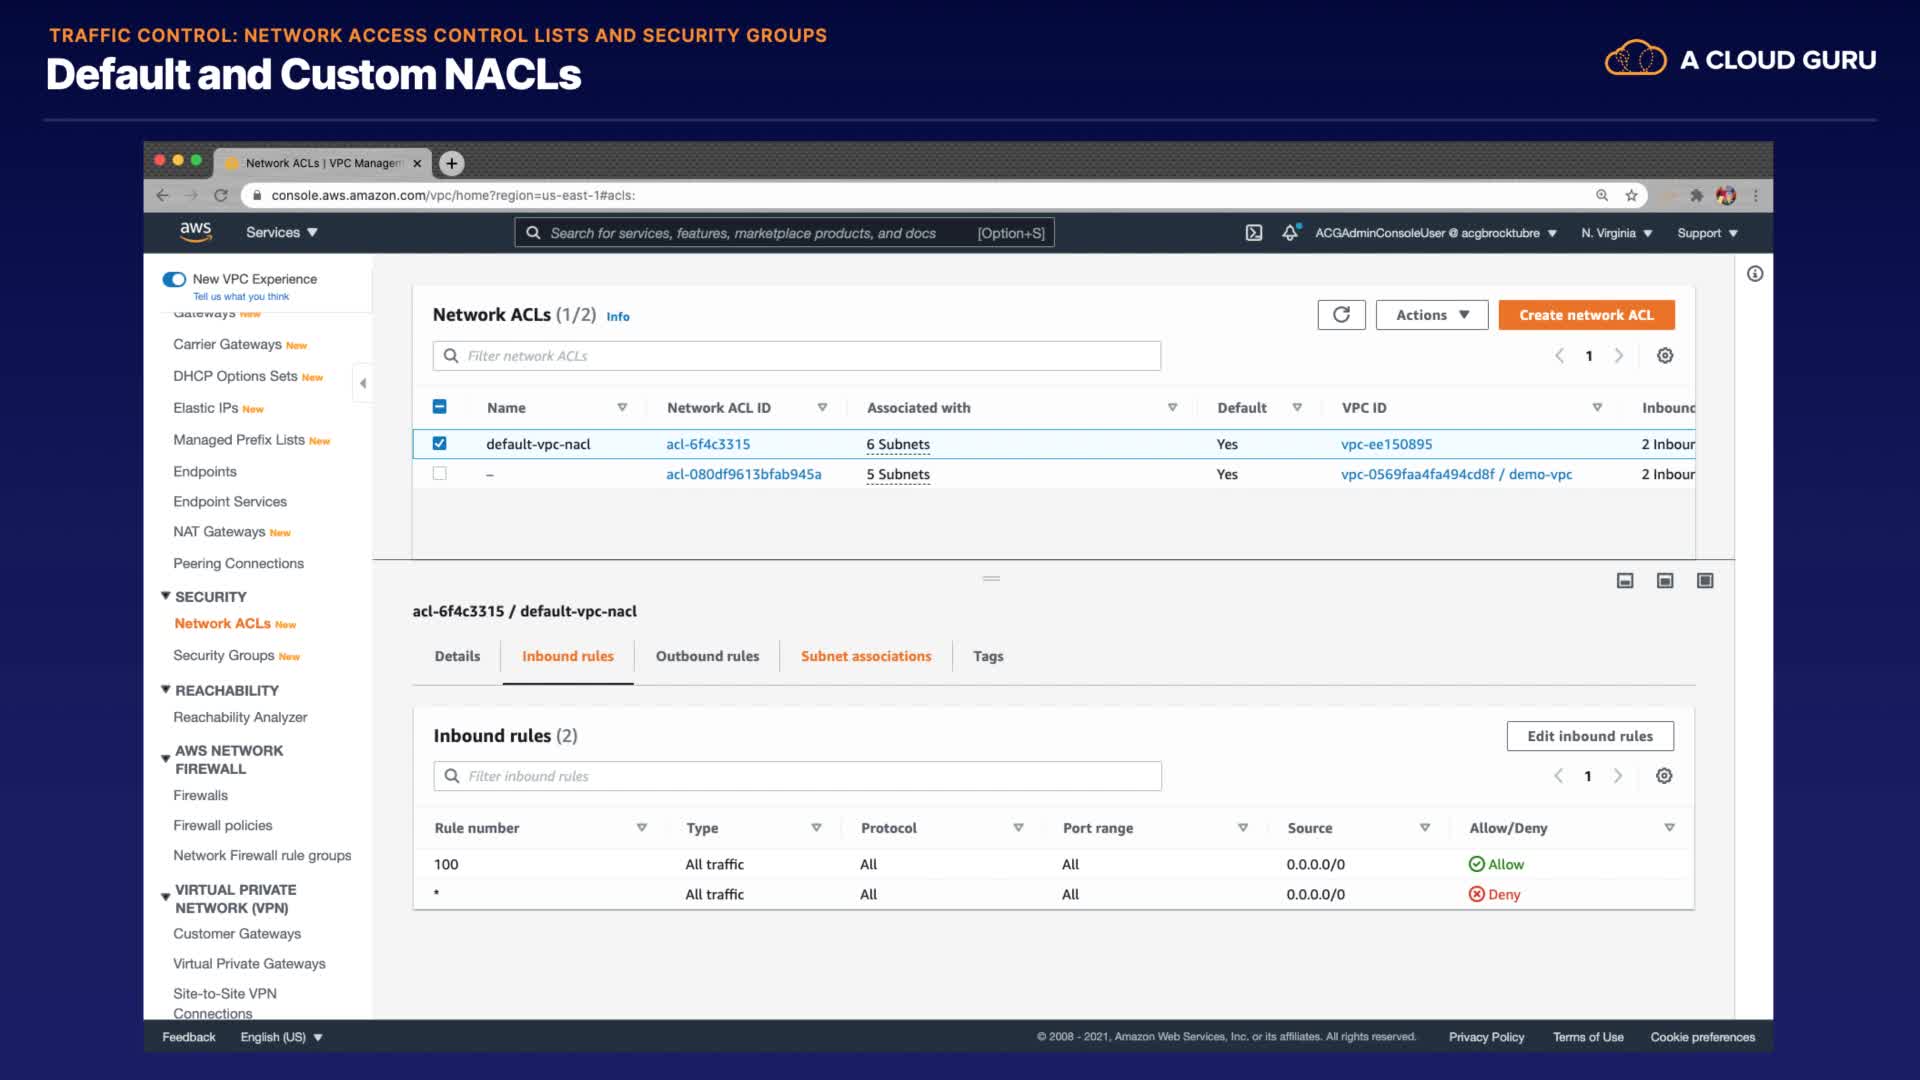 TRAFFIC CONTROL: NETWORK ACCESS CONTROL LISTS AND SECURITY GROUPS
Default and Custom NACLs
A CLOUD GURU
Network ACLs | VPC Managem
console.aws.amazon.com/vpc/home?region=us-east-1#acls:
aws
Services
Search for services, features, marketplace products, and docs [Option+S]
ACGAdminConsoleUser @ acgbrocktubre
N. Virginia
Support
New VPC Experience
Tell us what you think
Gateways New
Carrier Gateways New
DHCP Options Sets New
Elastic IPs New
Managed Prefix Lists New
Endpoints
Endpoint Services
NAT Gateways New
Peering Connections
SECURITY
Network ACLs New
Security Groups New
REACHABILITY
Reachability Analyzer
AWS NETWORK
FIREWALL
Firewalls
Firewall policies
Network Firewall rule groups
VIRTUAL PRIVATE
NETWORK (VPN)
Customer Gateways
Virtual Private Gateways
Site-to-Site VPN
Connections
Network ACLs (1/2) Info
Actions
Create network ACL
Filter network ACLs
1
Name Network ACL ID Associated with Default VPC ID Inbound
default-vpc-nacl acl-6f4c3315 6 Subnets Yes vpc-ee150895 2 Inbour
– acl-080df9613bfab945a 5 Subnets Yes vpc-0569faa4fa494cd8f / demo-vpc 2 Inbour
acl-6f4c3315 / default-vpc-nacl
Details Inbound rules Outbound rules Subnet associations Tags
Inbound rules (2)
Edit inbound rules
Filter inbound rules
1
Rule number Type Protocol Port range Source Allow/Deny
100 All traffic All All 0.0.0.0/0 Allow
* All traffic All All 0.0.0.0/0 Deny
Feedback English (US)
© 2008 - 2021, Amazon Web Services, Inc. or its affiliates. All rights reserved.
Privacy Policy Terms of Use Cookie preferences